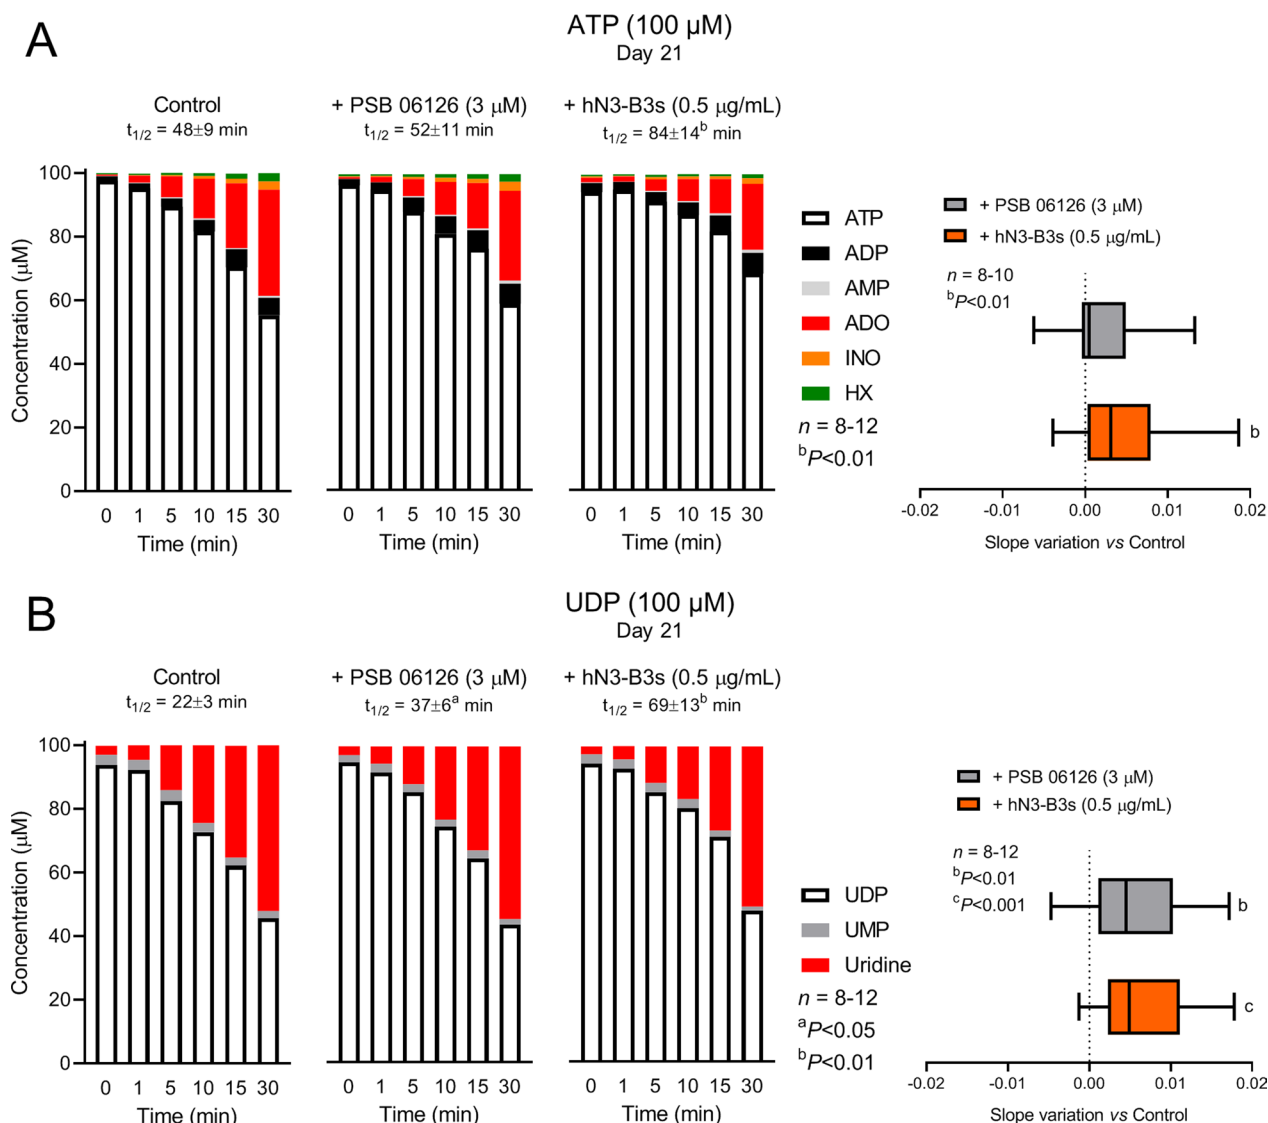 A
ATP (100 µM)
Day 21
Control
t1/2 = 48±9 min
+ PSB 06126 (3 µM)
t1/2 = 52±11 min
+ hN3-B3s (0.5 µg/mL)
t1/2 = 84±14b min
Concentration (µM)
100
80
60
40
20
0
0 1 5 10 15 30
Time (min)
0 1 5 10 15 30
Time (min)
0 1 5 10 15 30
Time (min)
ATP
ADP
AMP
ADO
INO
HX
n = 8-12
bP<0.01
+ PSB 06126 (3 µM)
+ hN3-B3s (0.5 µg/mL)
n = 8-10
bP<0.01
b
-0.02 -0.01 0.00 0.01 0.02
Slope variation vs Control
B
UDP (100 µM)
Day 21
Control
t1/2 = 22±3 min
+ PSB 06126 (3 µM)
t1/2 = 37±6a min
+ hN3-B3s (0.5 µg/mL)
t1/2 = 69±13b min
Concentration (µM)
100
80
60
40
20
0
0 1 5 10 15 30
Time (min)
0 1 5 10 15 30
Time (min)
0 1 5 10 15 30
Time (min)
UDP
UMP
Uridine
n = 8-12
aP<0.05
bP<0.01
+ PSB 06126 (3 µM)
+ hN3-B3s (0.5 µg/mL)
n = 8-12
bP<0.01
cP<0.001
b
c
-0.02 -0.01 0.00 0.01 0.02
Slope variation vs Control